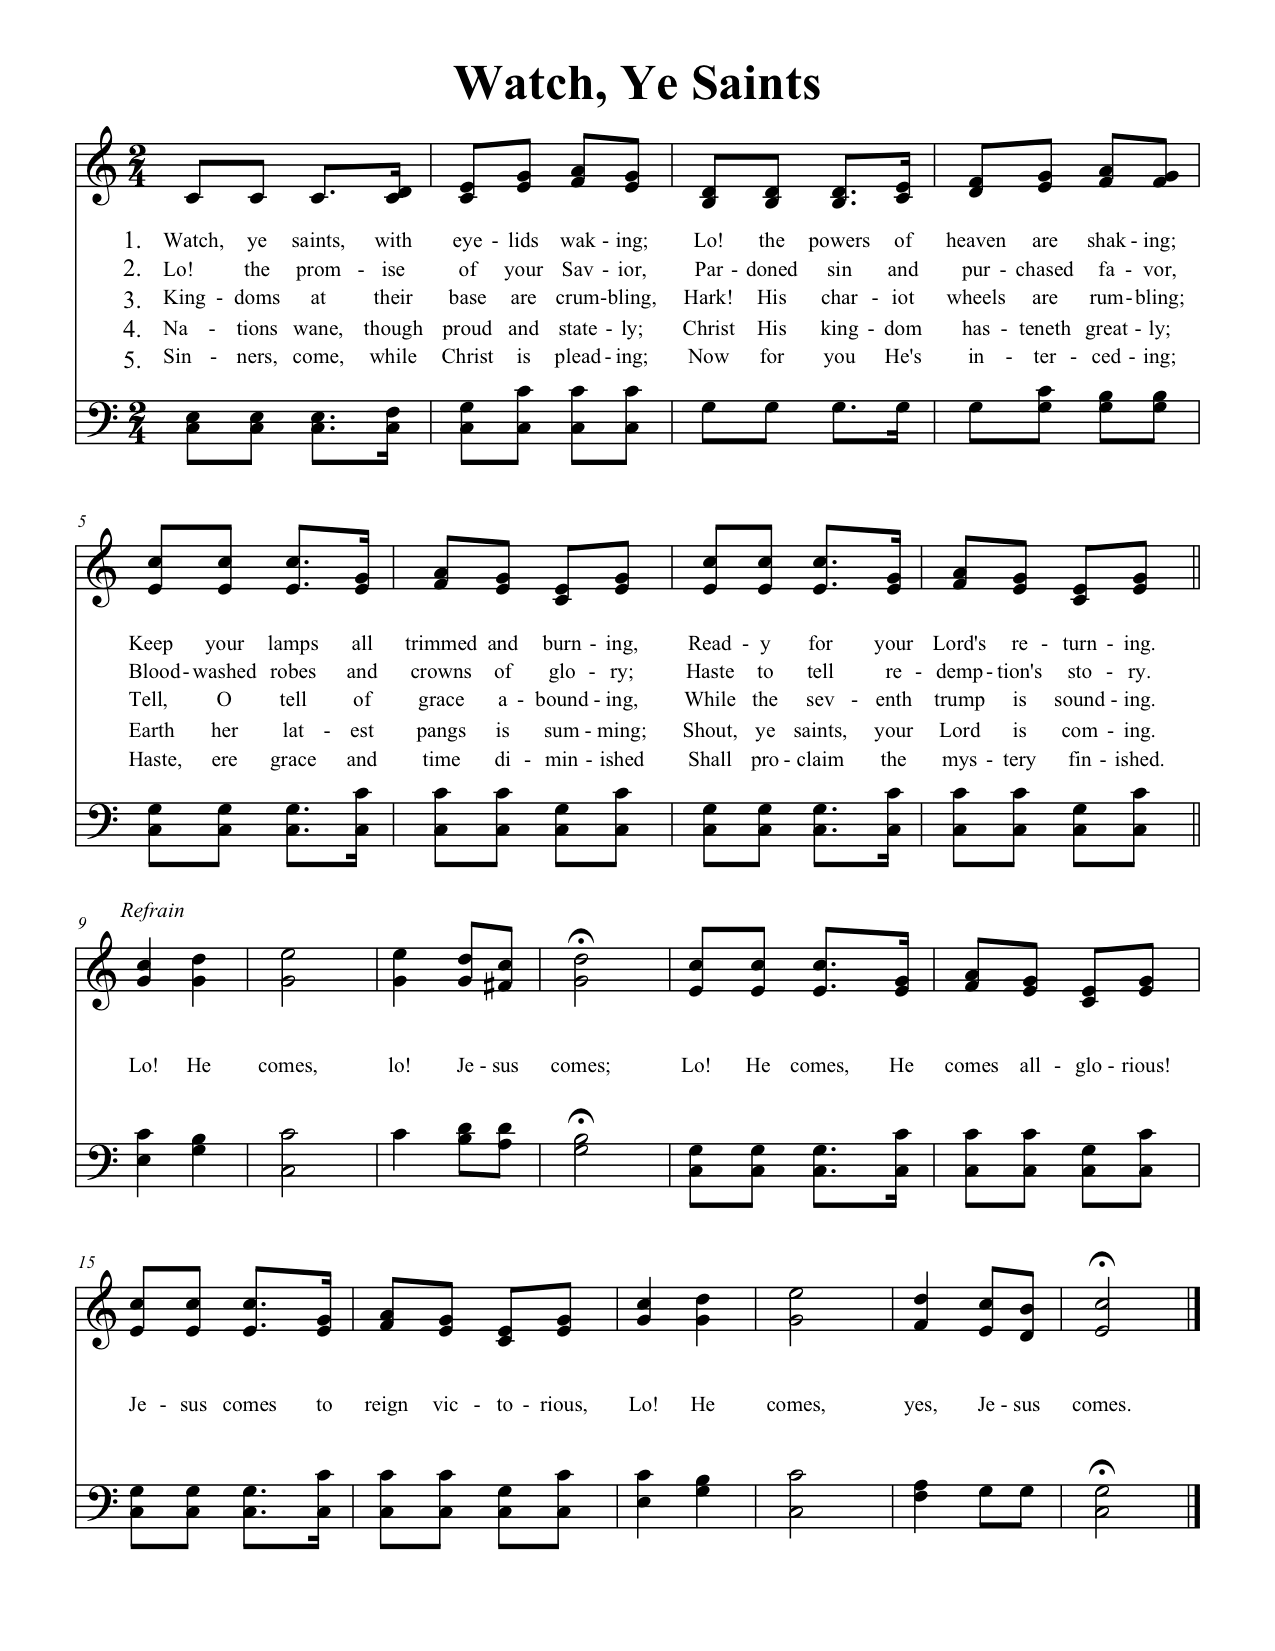 Watch, Ye Saints
1. Watch, ye saints, with eye - lids wak - ing; Lo! the powers of heaven are shak - ing;
2. Lo! the prom - ise of your Sav - ior, Par - doned sin and pur - chased fa - vor,
3. King - doms at their base are crum - bling, Hark! His char - iot wheels are rum - bling;
4. Na - tions wane, though proud and state - ly; Christ His king - dom has - teneth great - ly;
5. Sin - ners, come, while Christ is plead - ing; Now for you He's in - ter - ced - ing;
5
Keep your lamps all trimmed and burn - ing, Read - y for your Lord's re - turn - ing.
Blood - washed robes and crowns of glo - ry; Haste to tell re - demp - tion's sto - ry.
Tell, O tell of grace a - bound - ing, While the sev - enth trump is sound - ing.
Earth her lat - est pangs is sum - ming; Shout, ye saints, your Lord is com - ing.
Haste, ere grace and time di - min - ished Shall pro - claim the mys - tery fin - ished.
Refrain
9
Lo! He comes, lo! Je - sus comes; Lo! He comes, He comes all - glo - rious!
15
Je - sus comes to reign vic - to - rious, Lo! He comes, yes, Je - sus comes.